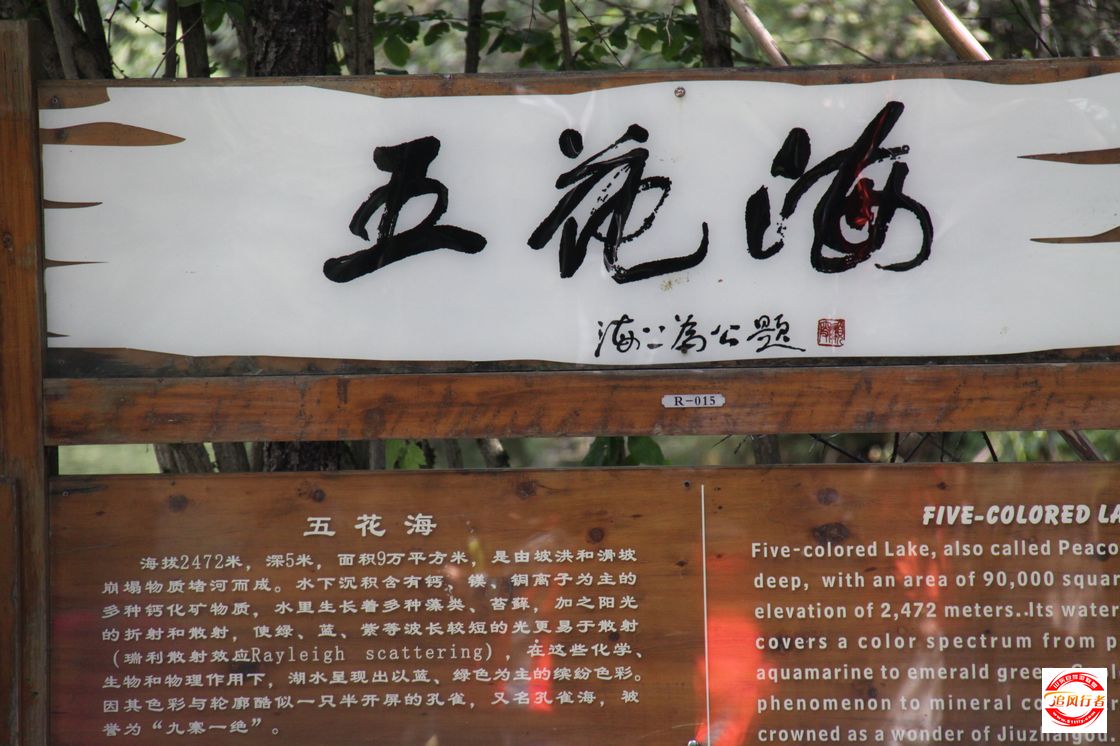 五花海
海上为公题
R-015
五花海
海拔2472米，深5米，面积9万平方米，是由坡洪和滑坡
崩塌物质堵河而成。水下沉积含有钙、镁、铜离子为主的
多种钙化矿物质，水里生长着多种藻类、苔藓，加之阳光
的折射和散射，使绿、蓝、紫等波长较短的光更易于散射
（瑞利散射效应Rayleigh scattering），在这些化学、
生物和物理作用下，湖水呈现出以蓝、绿色为主的缤纷色彩。
因其色彩与轮廓酷似一只半开屏的孔雀，又名孔雀海，被
誉为“九寨一绝”。
FIVE-COLORED LA
Five-colored Lake, also called Peaco
deep, with an area of 90,000 squar
elevation of 2,472 meters. Its water
covers a color spectrum from p
aquamarine to emerald gree
phenomenon to mineral co
crowned as a wonder of Jiuzhaigou.
追风行者